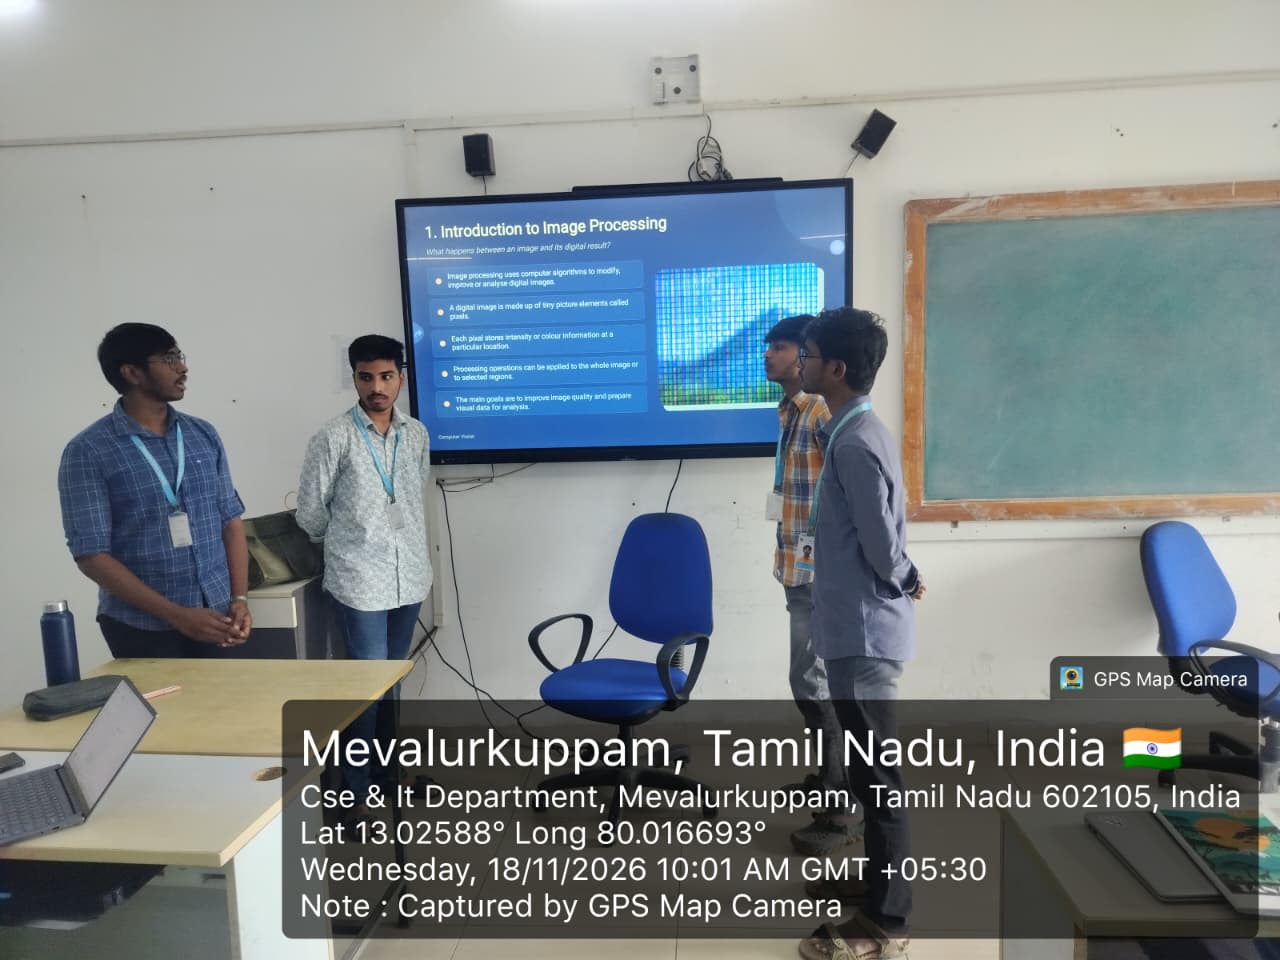 1. Introduction to Image Processing
What happens between an image and its digital result?
Image processing uses computer algorithms to modify,
improve or analyse digital images.
A digital image is made up of tiny picture elements called
pixels.
Each pixel stores intensity or colour information at a
particular location.
Processing operations can be applied to the whole image or
to selected regions.
The main goals are to improve image quality and prepare
visual data for analysis.
Computer Vision
GPS Map Camera
Mevalurkuppam, Tamil Nadu, India
Cse & It Department, Mevalurkuppam, Tamil Nadu 602105, India
Lat 13.02588° Long 80.016693°
Wednesday, 18/11/2026 10:01 AM GMT +05:30
Note : Captured by GPS Map Camera